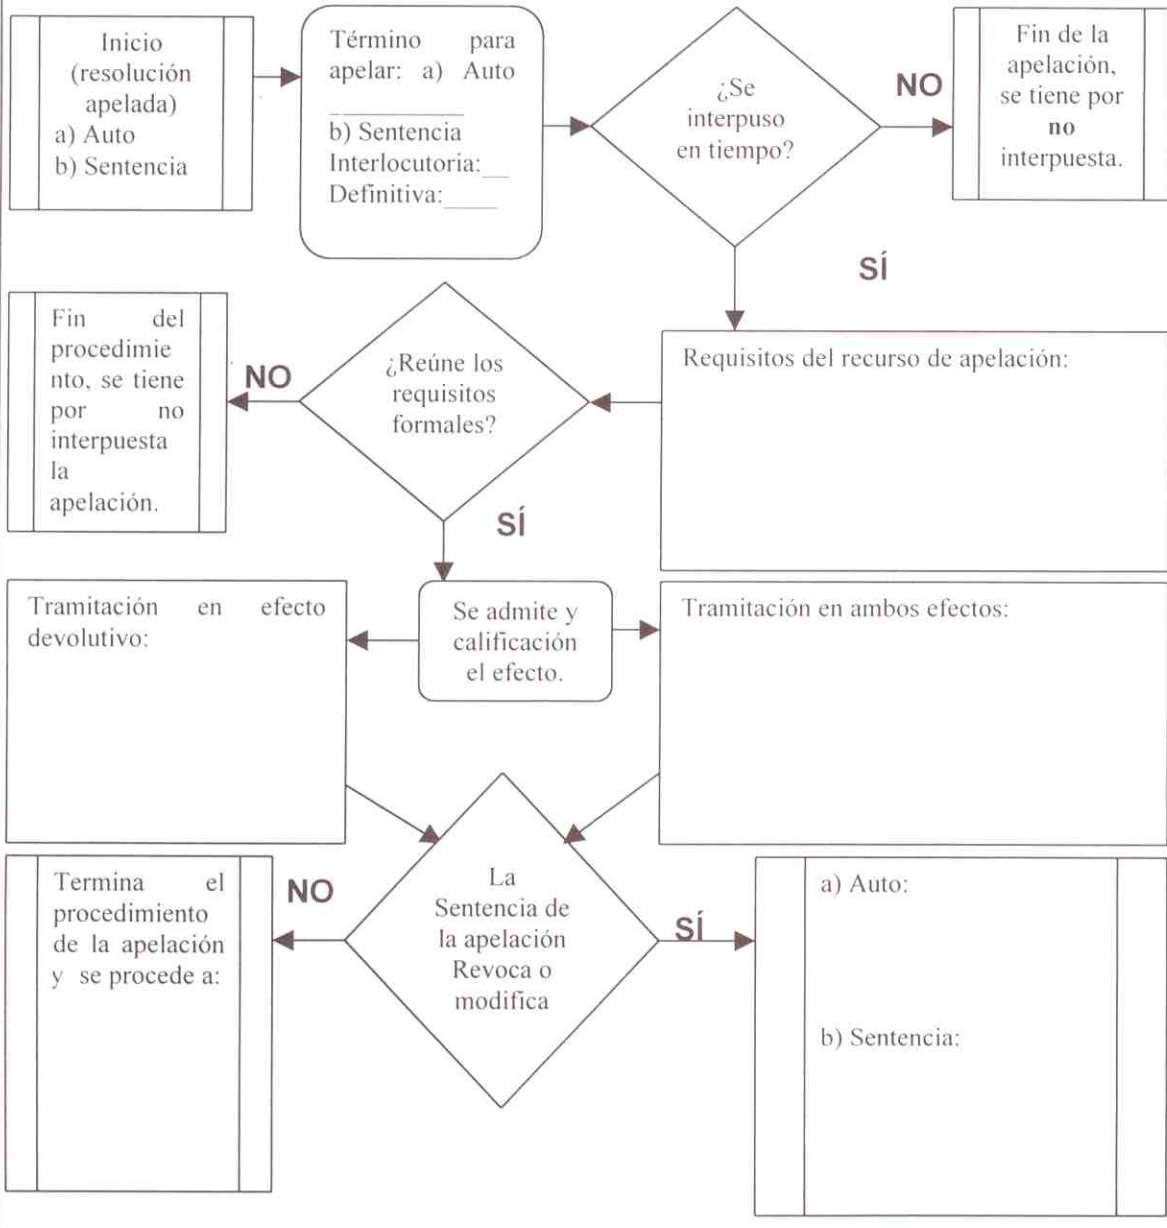 Inicio
(resolución
apelada)
a) Auto
b) Sentencia
Término para
apelar: a) Auto
__________
b) Sentencia
Interlocutoria:__
Definitiva:____
¿Se
interpuso
en tiempo?
NO
Fin de la
apelación,
se tiene por
no
interpuesta.
SÍ
Fin del
procedimie
nto, se tiene
por no
interpuesta
la
apelación.
NO
¿Reúne los
requisitos
formales?
Requisitos del recurso de apelación:
SÍ
Tramitación en efecto
devolutivo:
Se admite y
calificación
el efecto.
Tramitación en ambos efectos:
Termina el
procedimiento
de la apelación
y se procede a:
NO
La
Sentencia de
la apelación
Revoca o
modifica
SÍ
a) Auto:
b) Sentencia: